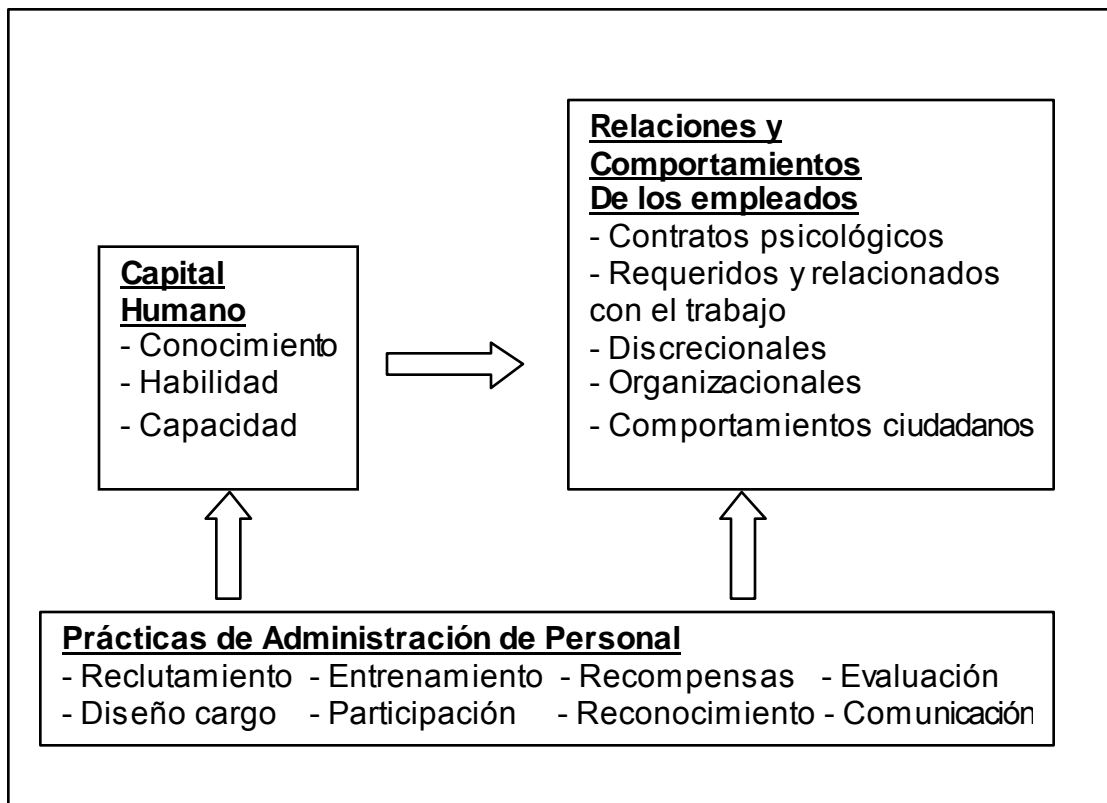 Relaciones y
Comportamientos
De los empleados
- Contratos psicológicos
- Requeridos y relacionados
con el trabajo
- Discrecionales
- Organizacionales
- Comportamientos ciudadanos
Capital
Humano
- Conocimiento
- Habilidad
- Capacidad
Prácticas de Administración de Personal
- Reclutamiento - Entrenamiento - Recompensas - Evaluación
- Diseño cargo - Participación - Reconocimiento - Comunicación